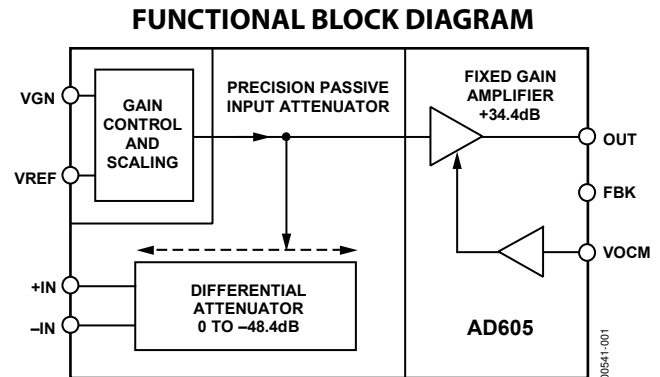 FUNCTIONAL BLOCK DIAGRAM
VGN
VREF
GAIN
CONTROL
AND
SCALING
PRECISION PASSIVE
INPUT ATTENUATOR
FIXED GAIN
AMPLIFIER
+34.4dB
OUT
FBK
VOCM
+IN
–IN
DIFFERENTIAL
ATTENUATOR
0 TO –48.4dB
AD605
00541-001